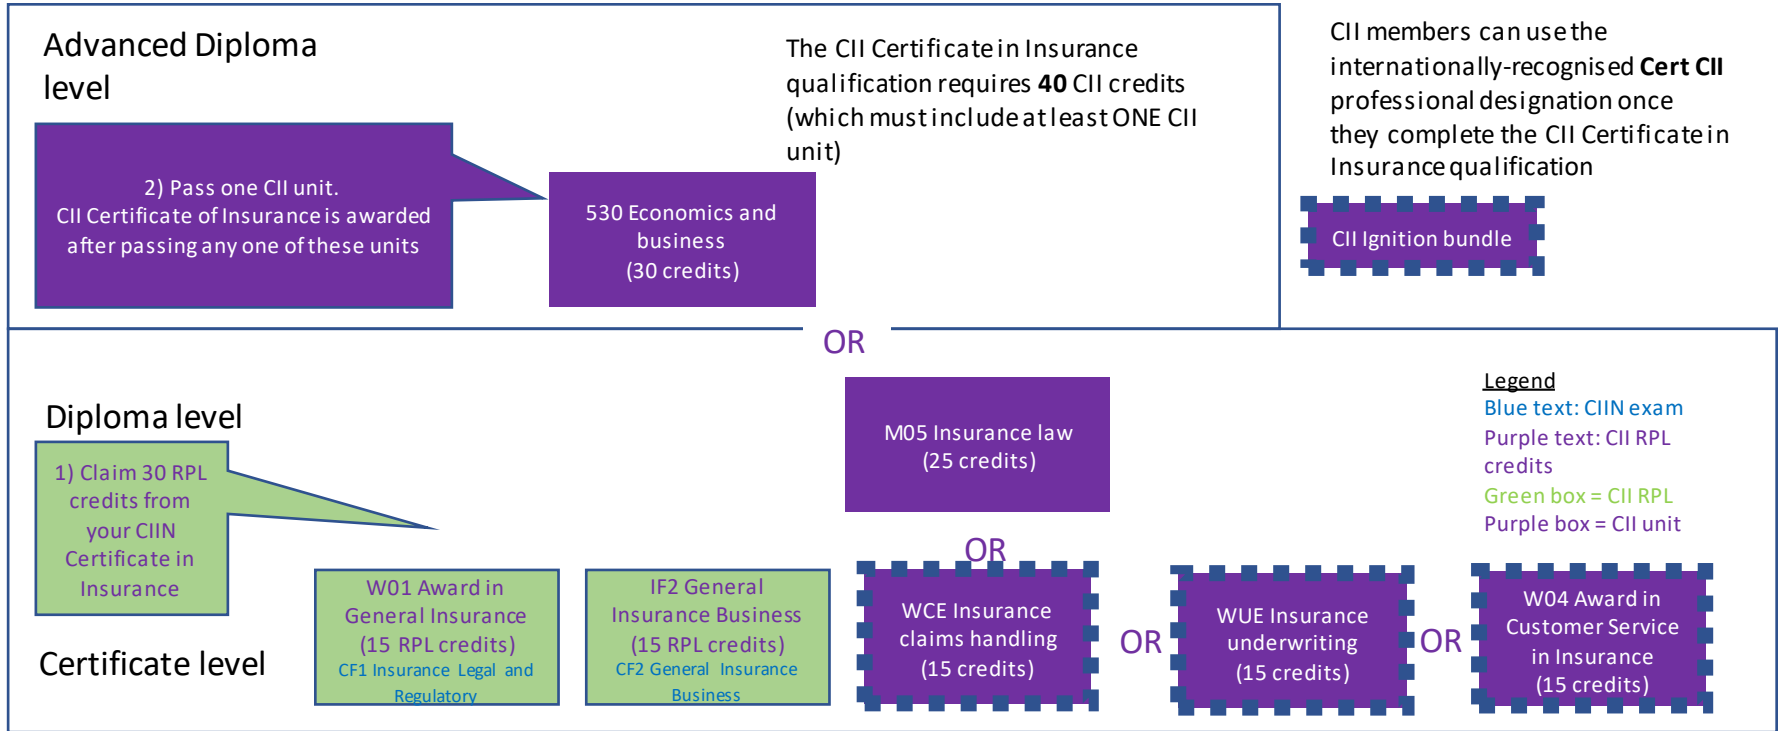 Advanced Diploma
level
The CII Certificate in Insurance
qualification requires 40 CII credits
(which must include at least ONE CII
unit)
CII members can use the
internationally-recognised Cert CII
professional designation once
they complete the CII Certificate in
Insurance qualification
2) Pass one CII unit.
CII Certificate of Insurance is awarded
after passing any one of these units
530 Economics and
business
(30 credits)
CII Ignition bundle
OR
Diploma level
M05 Insurance law
(25 credits)
Legend
Blue text: CIIN exam
Purple text: CII RPL
credits
Green box = CII RPL
Purple box = CII unit
1) Claim 30 RPL
credits from
your CIIN
Certificate in
Insurance
OR
Certificate level
W01 Award in
General Insurance
(15 RPL credits)
CF1 Insurance Legal and
Regulatory
IF2 General
Insurance Business
(15 RPL credits)
CF2 General Insurance
Business
WCE Insurance
claims handling
(15 credits)
OR
WUE Insurance
underwriting
(15 credits)
OR
W04 Award in
Customer Service
in Insurance
(15 credits)